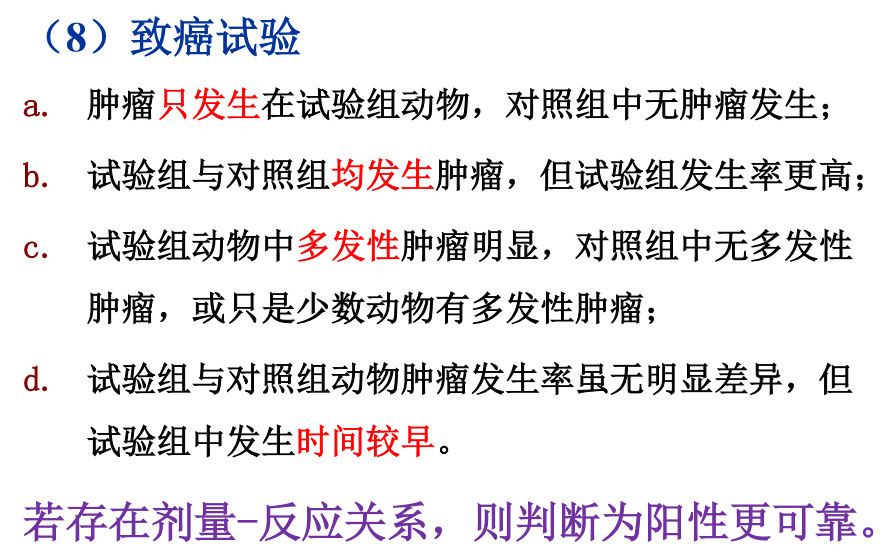 （8）致癌试验
a. 肿瘤只发生在试验组动物，对照组中无肿瘤发生；
b. 试验组与对照组均发生肿瘤，但试验组发生率更高；
c. 试验组动物中多发性肿瘤明显，对照组中无多发性
肿瘤，或只是少数动物有多发性肿瘤；
d. 试验组与对照组动物肿瘤发生率虽无明显差异，但
试验组中发生时间较早。
若存在剂量-反应关系，则判断为阳性更可靠。